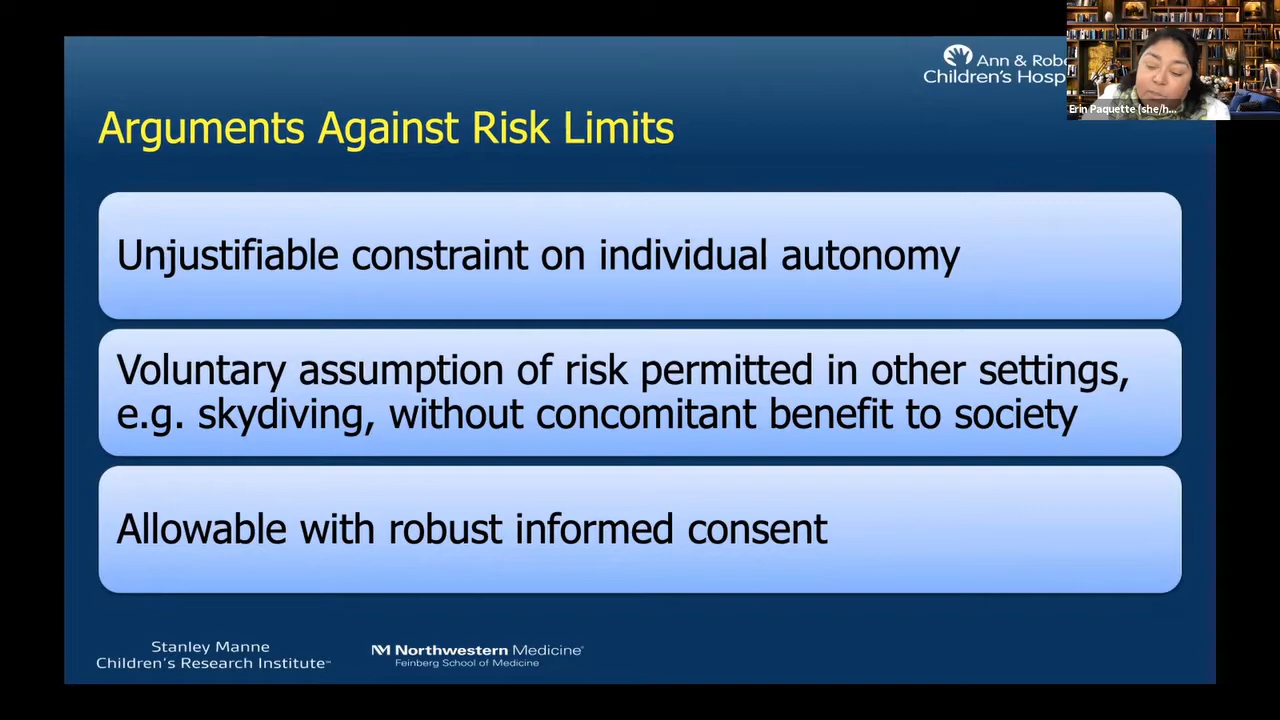 Ann & Robe
Children's Hosp
Erin Paquette (she/h...
Arguments Against Risk Limits
Unjustifiable constraint on individual autonomy
Voluntary assumption of risk permitted in other settings,
e.g. skydiving, without concomitant benefit to society
Allowable with robust informed consent
Stanley Manne
Children's Research Institute™
Northwestern Medicine®
Feinberg School of Medicine